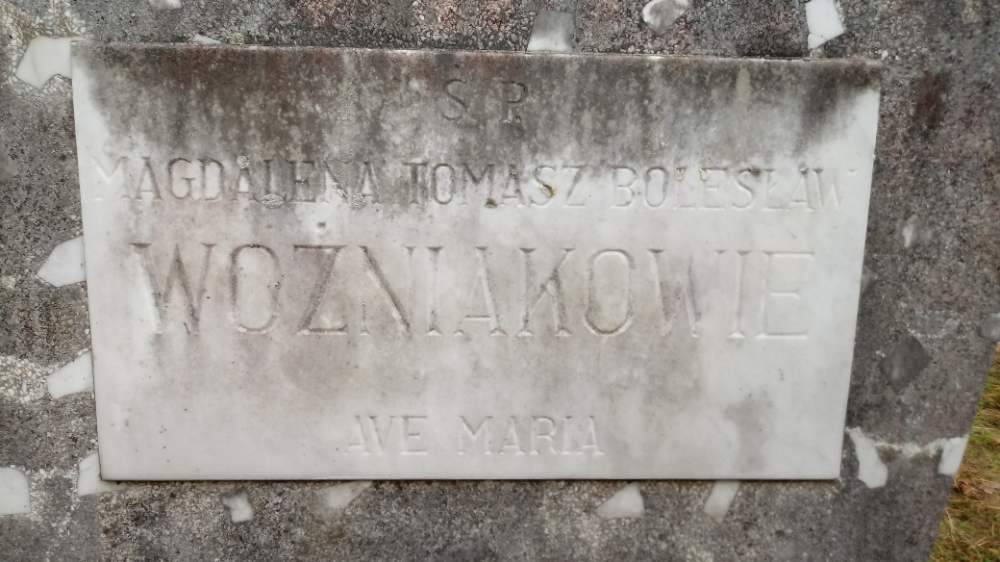 Ś.P.
MAGDALENA TOMASZ BOLESŁAW
WOŹNIAKOWIE
AVE MARIA